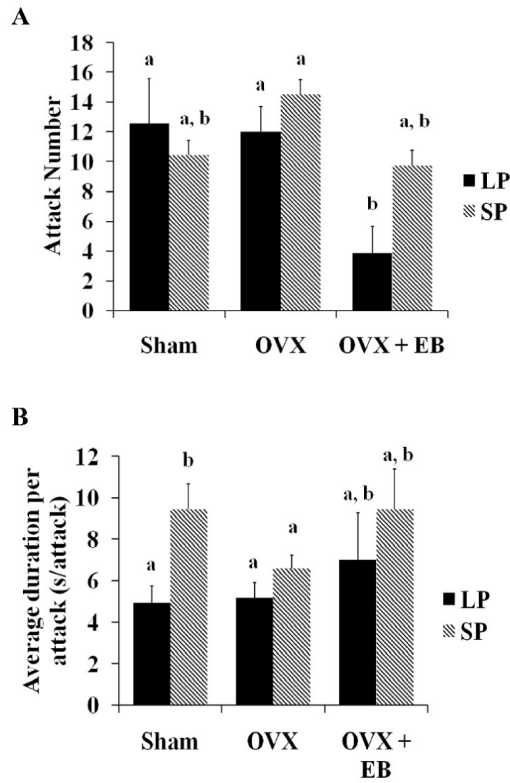 A
Attack Number
18
16
14
12
10
8
6
4
2
0
a
a, b
a
a
b
a, b
Sham
OVX
OVX + EB
LP
SP
B
Average duration per
attack (s/attack)
12
10
8
6
4
2
0
a
b
a
a
a, b
a, b
Sham
OVX
OVX +
EB
LP
SP